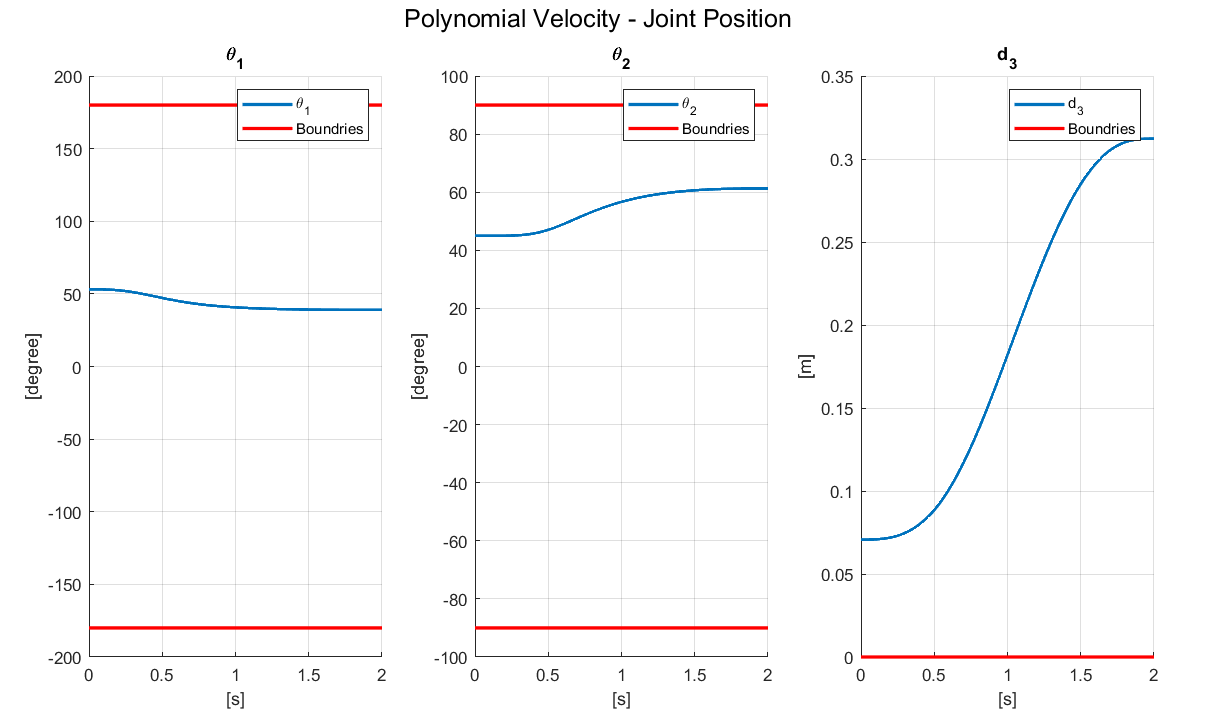 Polynomial Velocity - Joint Position
θ1
200
150
100
50
0
-50
-100
-150
-200
[degree]
0 0.5 1 1.5 2
[s]
θ1
Boundries
θ2
100
80
60
40
20
0
-20
-40
-60
-80
-100
[degree]
0 0.5 1 1.5 2
[s]
θ2
Boundries
d3
0.35
0.3
0.25
0.2
0.15
0.1
0.05
0
[m]
0 0.5 1 1.5 2
[s]
d3
Boundries